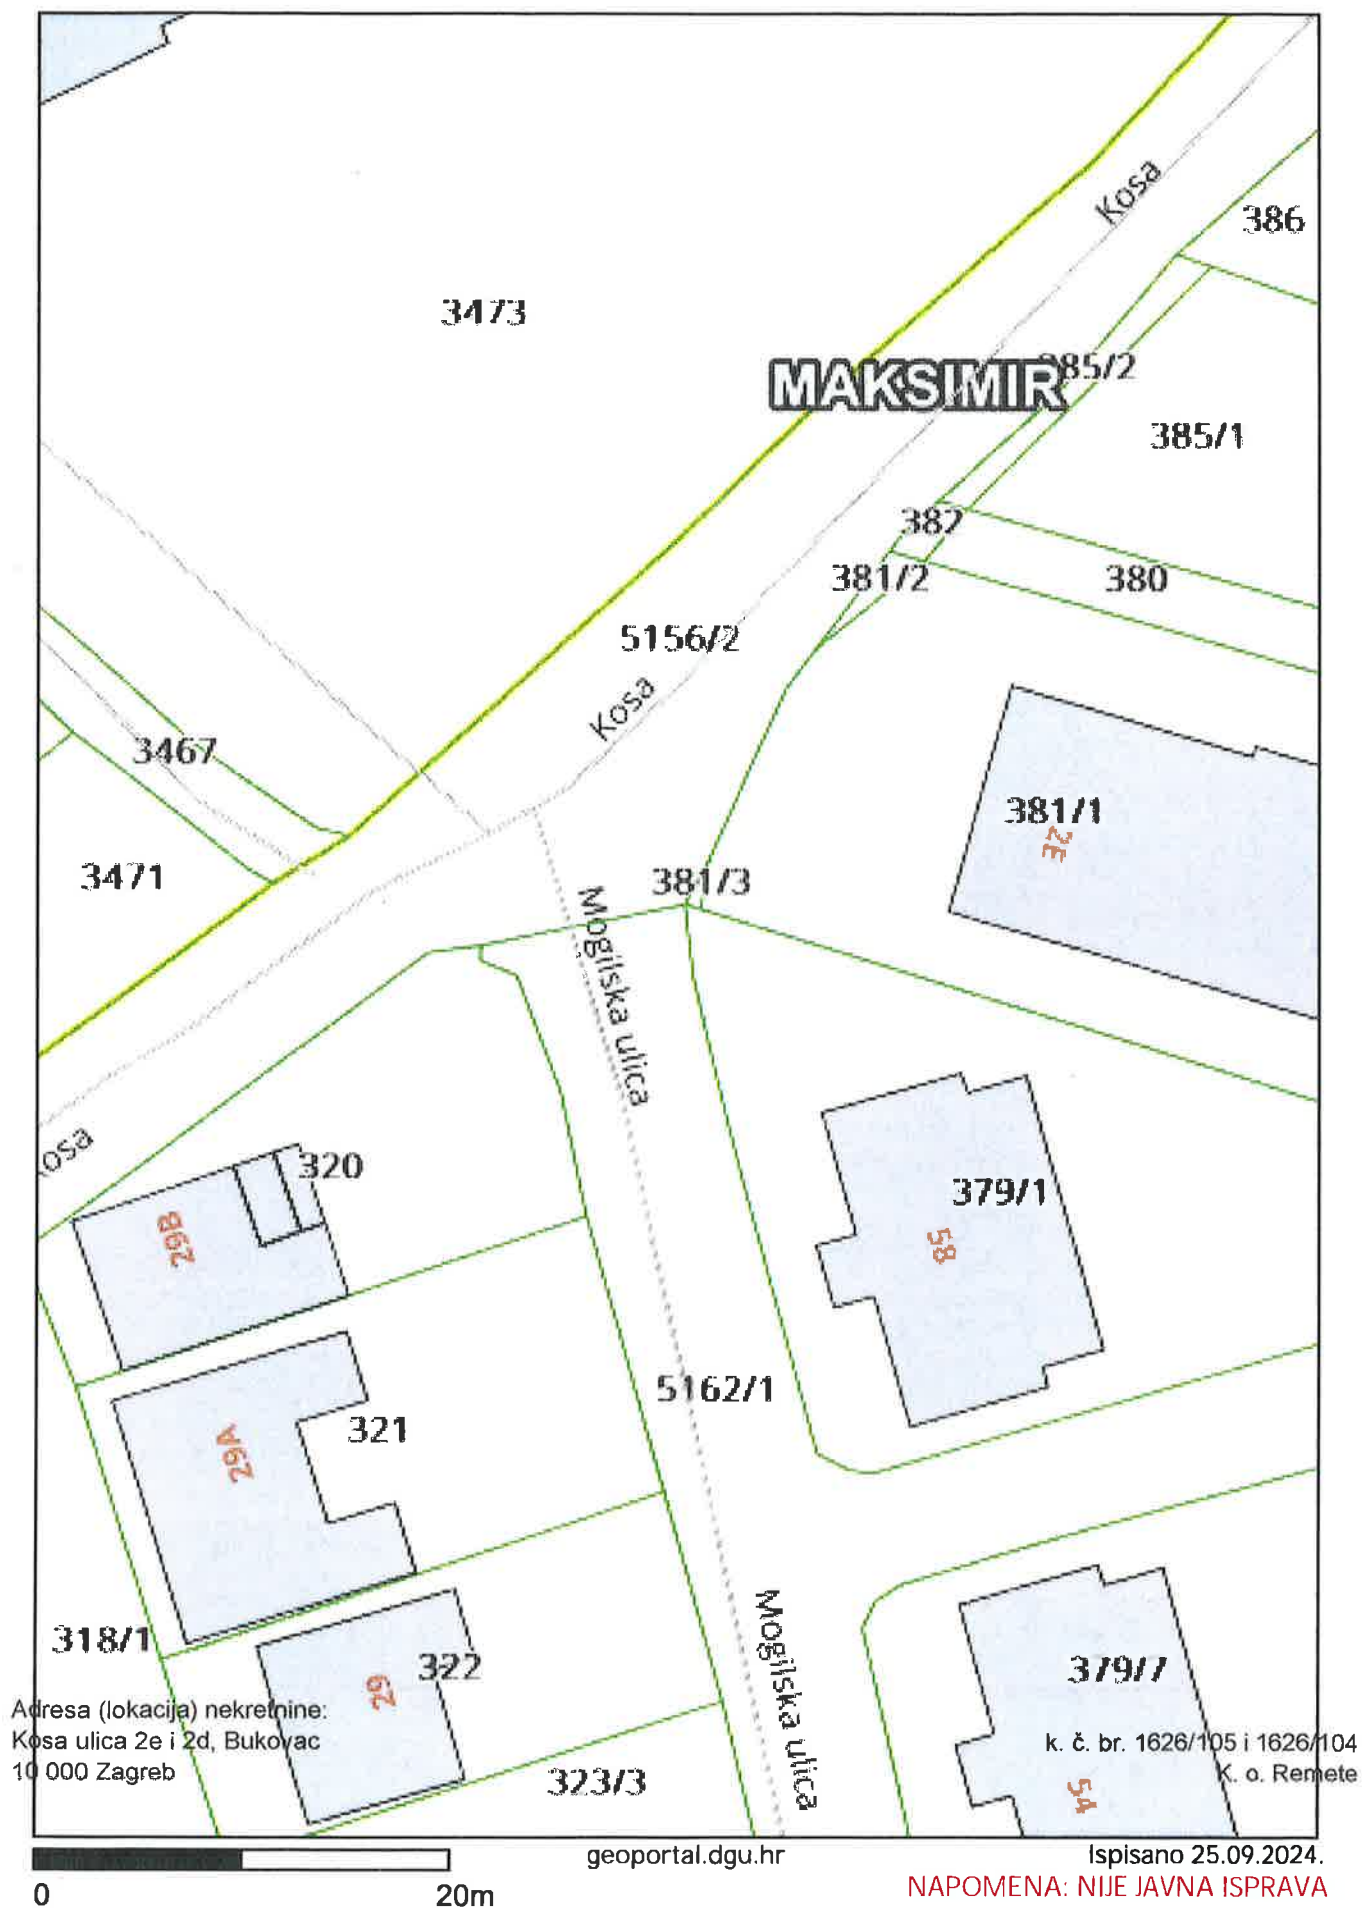 Kosa
386
3473
MAKSIMIR
385/2
385/1
382
381/2
380
5156/2
Kosa
3467
381/1
2E
3471
381/3
Mogilska ulica
Kosa
320
29B
379/1
58
5162/1
321
29A
318/1
322
29
Mogilska ulica
379/7
Adresa (lokacija) nekretnine:
Kosa ulica 2e i 2d, Bukovac
10 000 Zagreb
k. č. br. 1626/105 i 1626/104
K. o. Remete
323/3
54
geoportal.dgu.hr
Ispisano 25.09.2024.
0
20m
NAPOMENA: NIJE JAVNA ISPRAVA